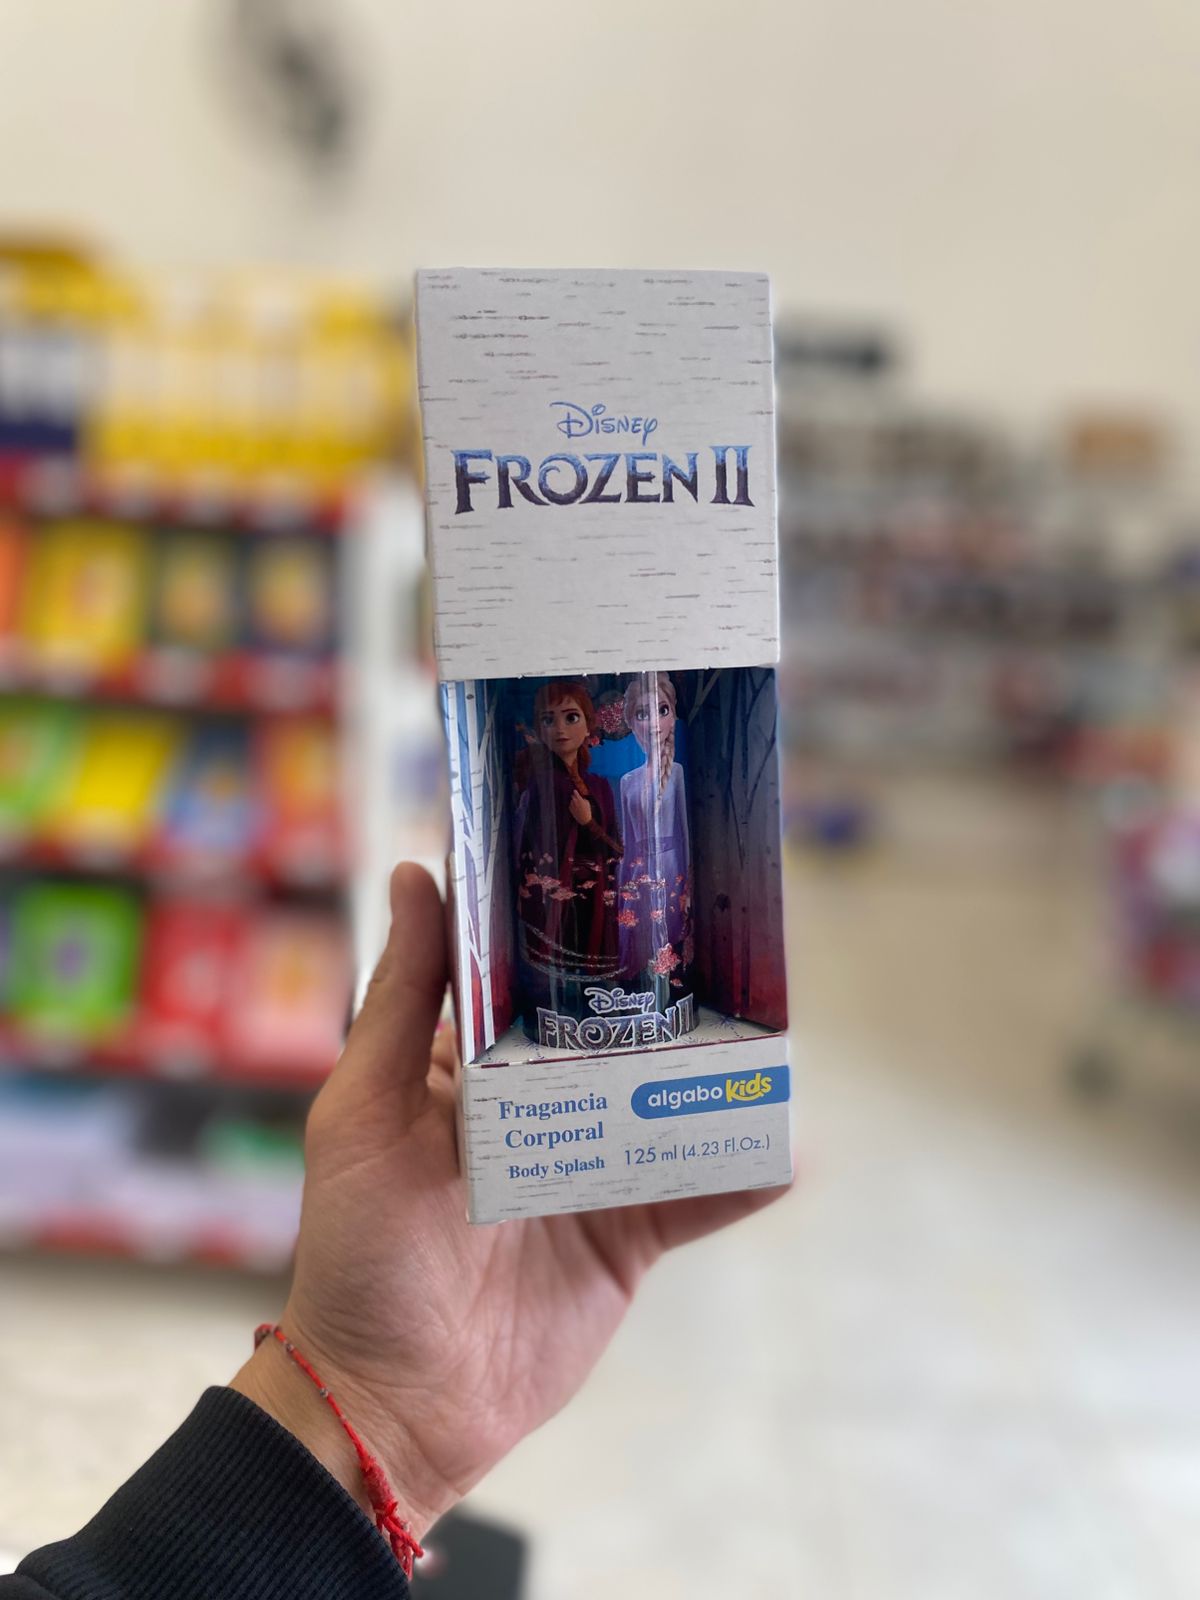 Disney
FROZEN II
Disney
FROZEN II
Fragancia
Corporal
Body Splash
algabo kids
125 ml (4.23 Fl.Oz.)